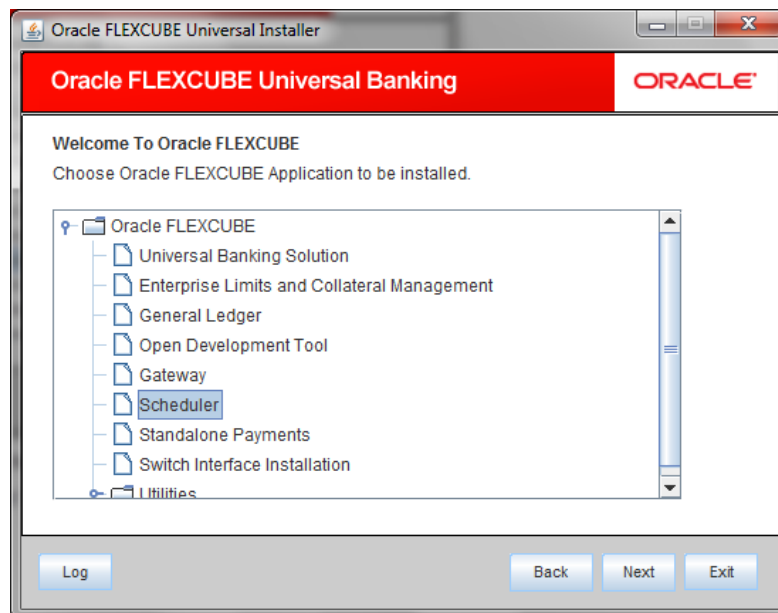 Oracle FLEXCUBE Universal Installer
Oracle FLEXCUBE Universal Banking
ORACLE
Welcome To Oracle FLEXCUBE
Choose Oracle FLEXCUBE Application to be installed.
Oracle FLEXCUBE
Universal Banking Solution
Enterprise Limits and Collateral Management
General Ledger
Open Development Tool
Gateway
Scheduler
Standalone Payments
Switch Interface Installation
Utilities
Log Back Next Exit